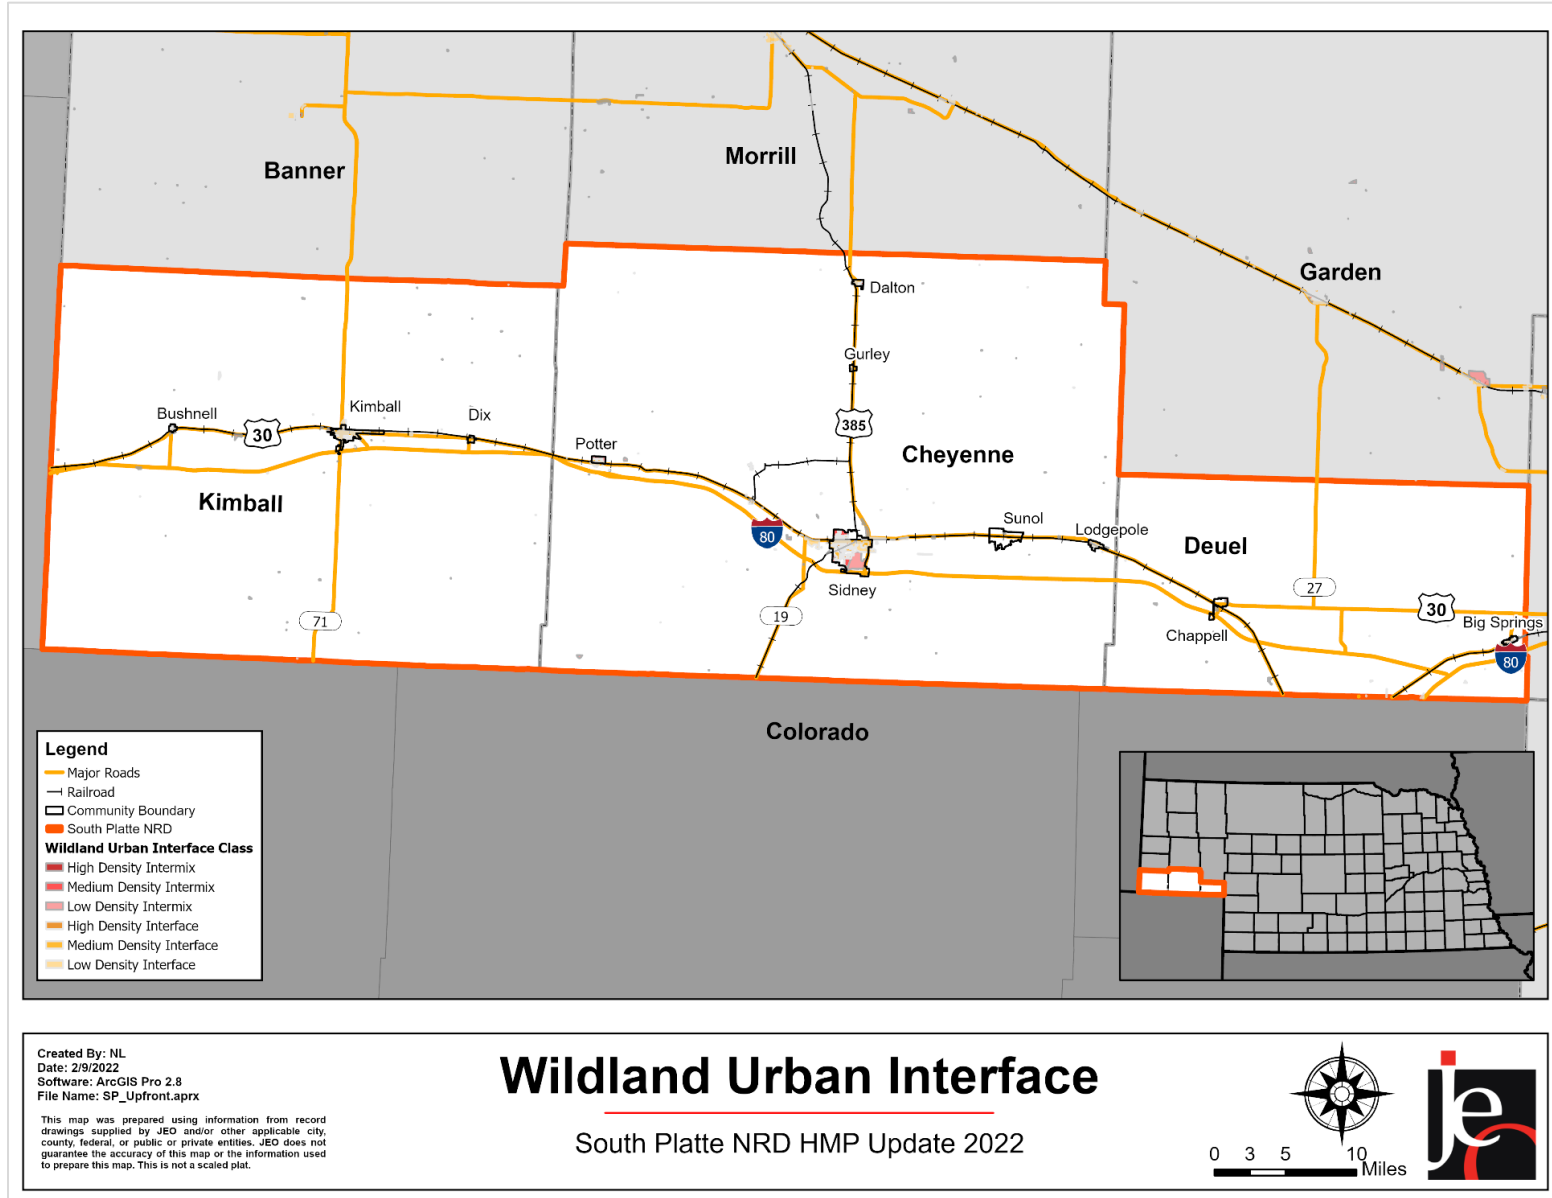 Banner
Morrill
Garden
Dalton
Gurley
Bushnell
30
Kimball
Dix
Potter
385
Cheyenne
Kimball
80
Sunol
Lodgepole
Deuel
Sidney
71
19
27
30
Chappell
Big Springs
80
Colorado
Legend
Major Roads
Railroad
Community Boundary
South Platte NRD
Wildland Urban Interface Class
High Density Intermix
Medium Density Intermix
Low Density Intermix
High Density Interface
Medium Density Interface
Low Density Interface
Created By: NL
Date: 2/9/2022
Software: ArcGIS Pro 2.8
File Name: SP_Upfront.aprx
This map was prepared using information from record
drawings supplied by JEO and/or other applicable city,
county, federal, or public or private entities. JEO does not
guarantee the accuracy of this map or the information used
to prepare this map. This is not a scaled plat.
Wildland Urban Interface
South Platte NRD HMP Update 2022
0 3 5 10
Miles
jeo